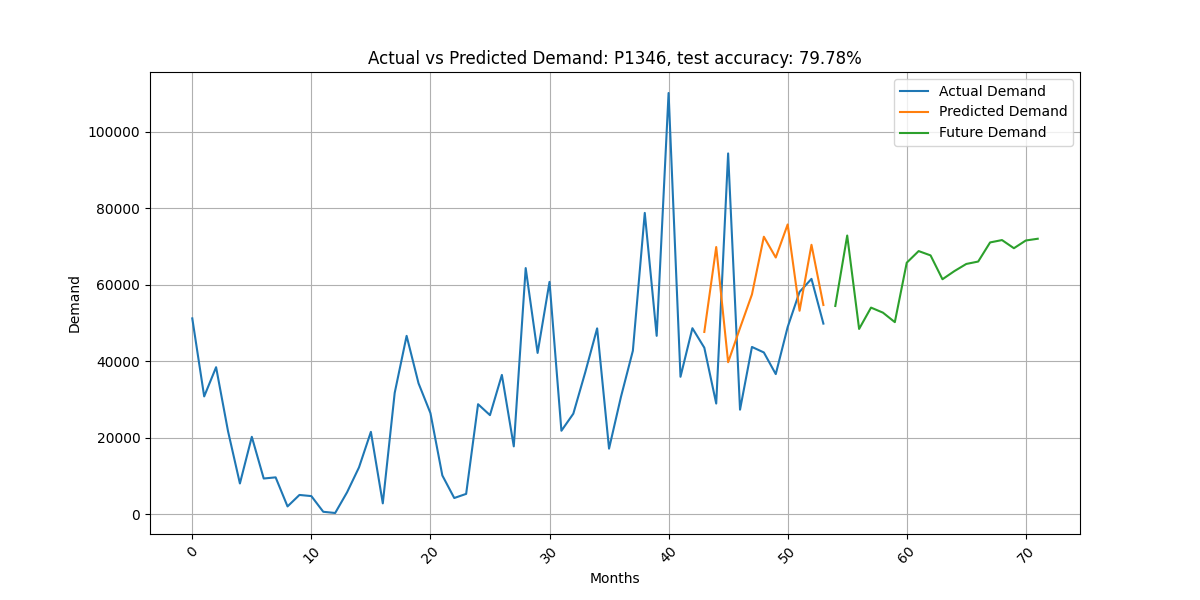 Actual vs Predicted Demand: P1346, test accuracy: 79.78%
Actual Demand
Predicted Demand
Future Demand
100000
80000
60000
40000
20000
0
Demand
0 10 20 30 40 50 60 70
Months